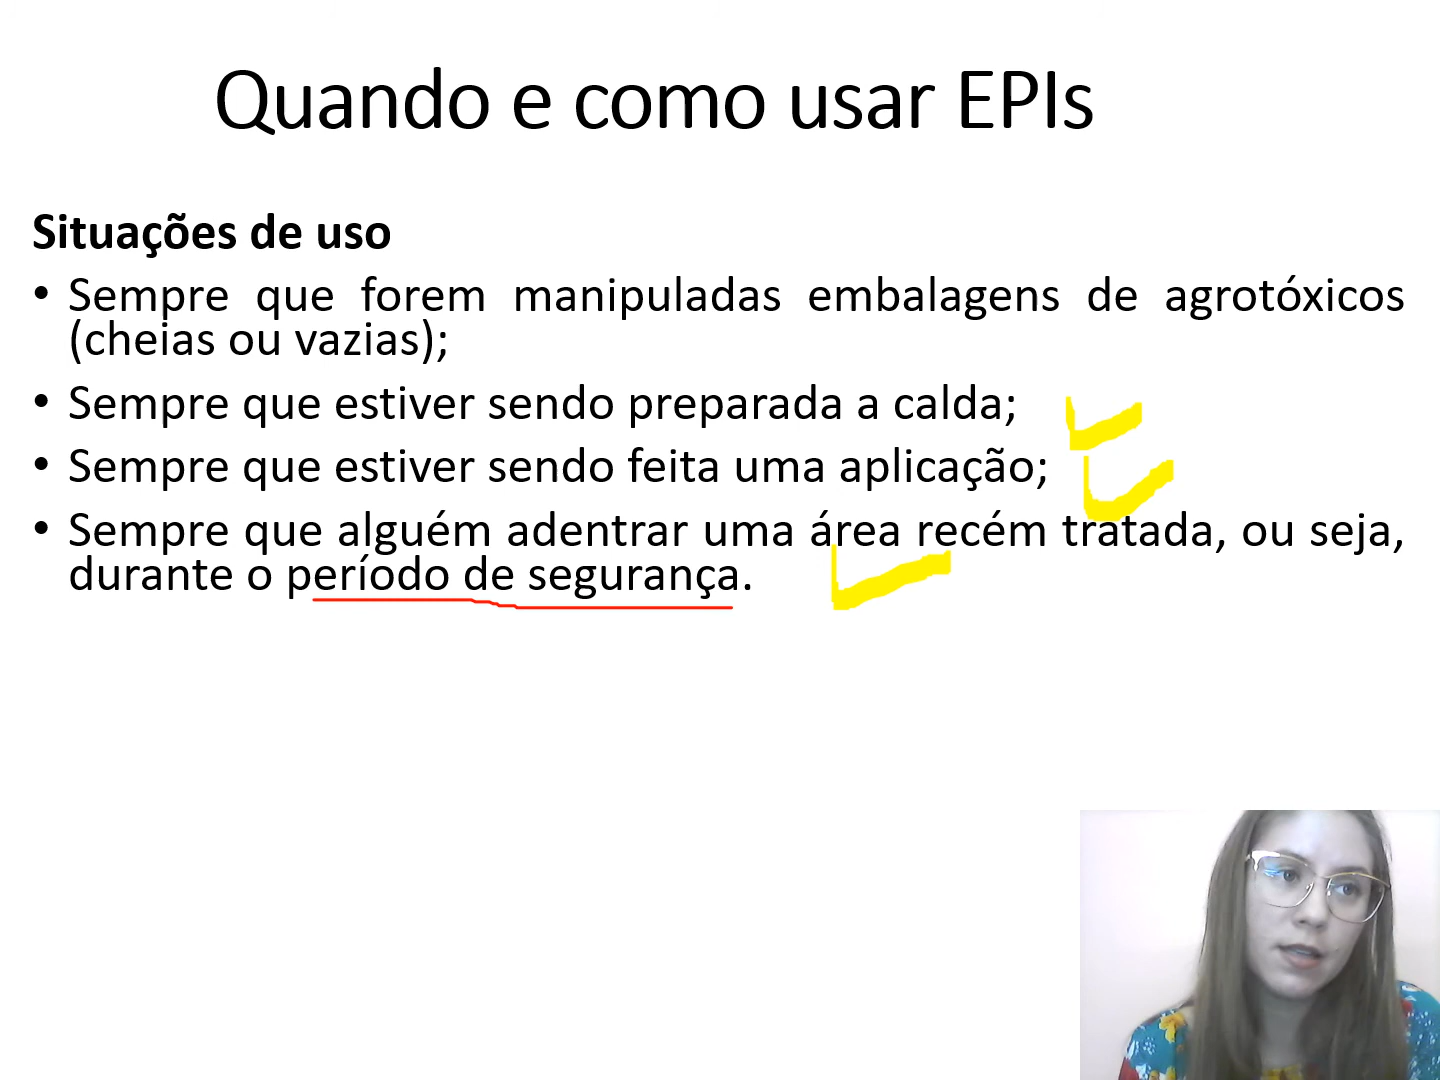 Quando e como usar EPIs
Situações de uso
• Sempre que forem manipuladas embalagens de agrotóxicos
(cheias ou vazias);
• Sempre que estiver sendo preparada a calda;
• Sempre que estiver sendo feita uma aplicação;
• Sempre que alguém adentrar uma área recém tratada, ou seja,
durante o período de segurança.